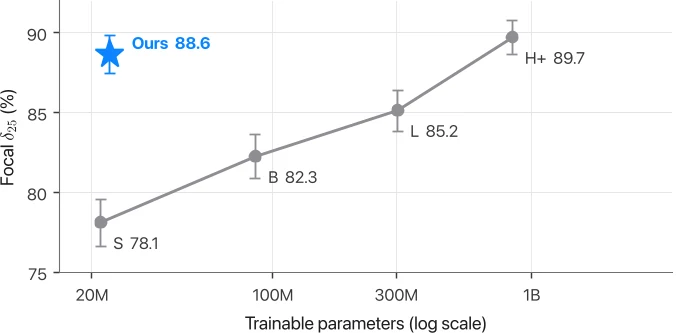 90
Ours 88.6
H+ 89.7
85
L 85.2
B 82.3
80
S 78.1
75
Focal δ₂₅ (%)
20M 100M 300M 1B
Trainable parameters (log scale)